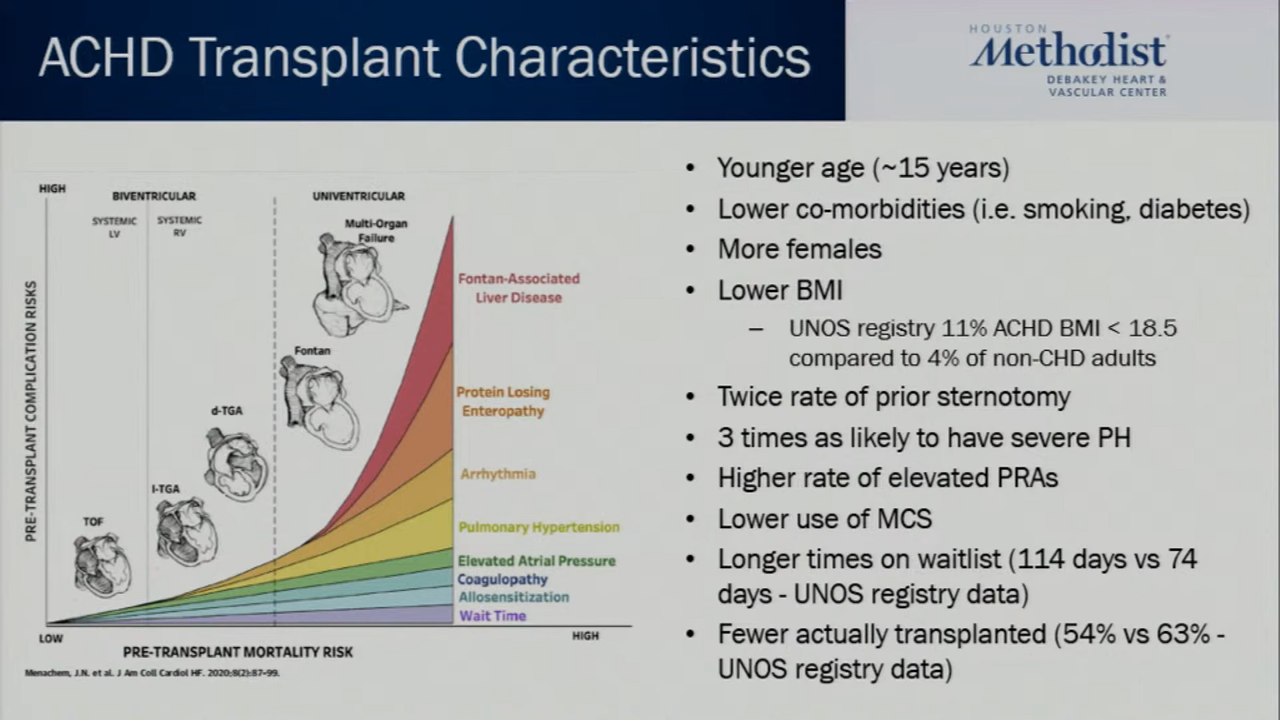 ACHD Transplant Characteristics
HOUSTON
Methodist
DEBAKEY HEART &
VASCULAR CENTER
HIGH
BIVENTRICULAR
UNIVENTRICULAR
SYSTEMIC
LV
SYSTEMIC
RV
Multi-Organ
Failure
Fontan-Associated
Liver Disease
Fontan
Protein Losing
Enteropathy
d-TGA
Arrhythmia
l-TGA
TOF
Pulmonary Hypertension
Elevated Atrial Pressure
Coagulopathy
Allosensitization
Wait Time
PRE-TRANSPLANT COMPLICATION RISKS
LOW
HIGH
PRE-TRANSPLANT MORTALITY RISK
Menachem, J.N. et al. J Am Coll Cardiol HF. 2020;8(2):87-99.
• Younger age (~15 years)
• Lower co-morbidities (i.e. smoking, diabetes)
• More females
• Lower BMI
– UNOS registry 11% ACHD BMI < 18.5
compared to 4% of non-CHD adults
• Twice rate of prior sternotomy
• 3 times as likely to have severe PH
• Higher rate of elevated PRAs
• Lower use of MCS
• Longer times on waitlist (114 days vs 74
days - UNOS registry data)
• Fewer actually transplanted (54% vs 63% -
UNOS registry data)